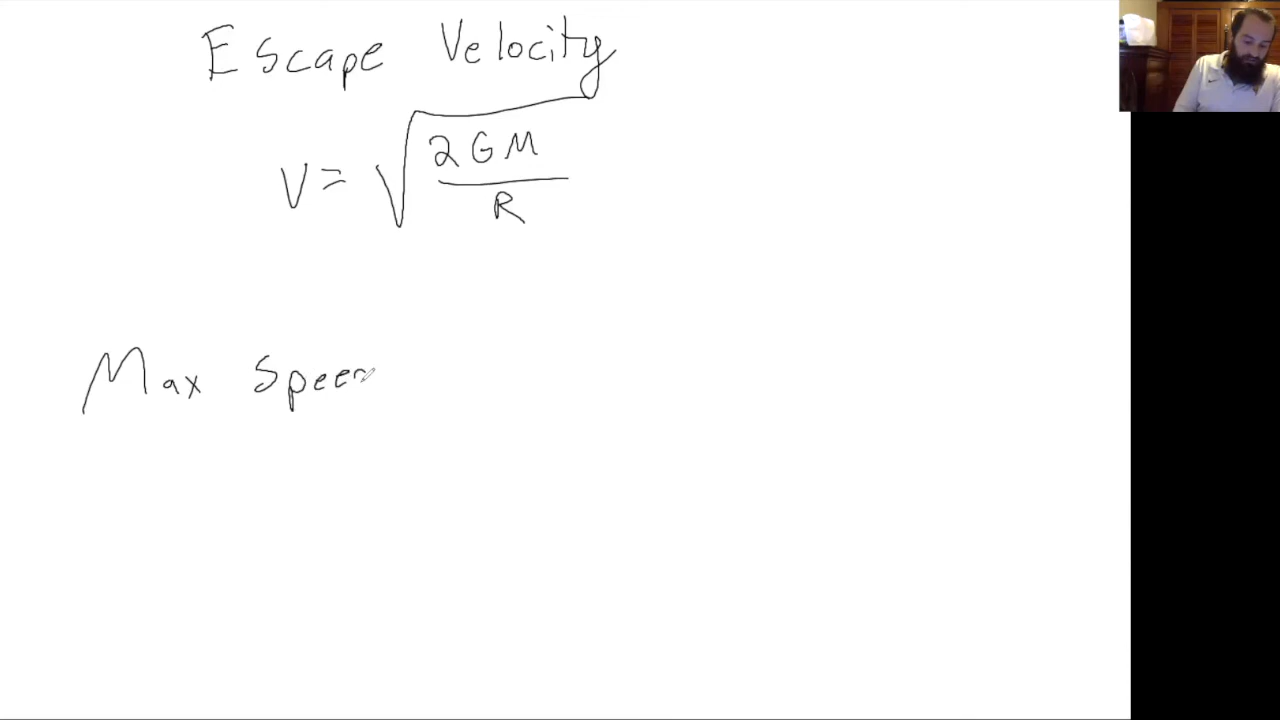 Escape Velocity
V = √(2GM/R)
Max Spee